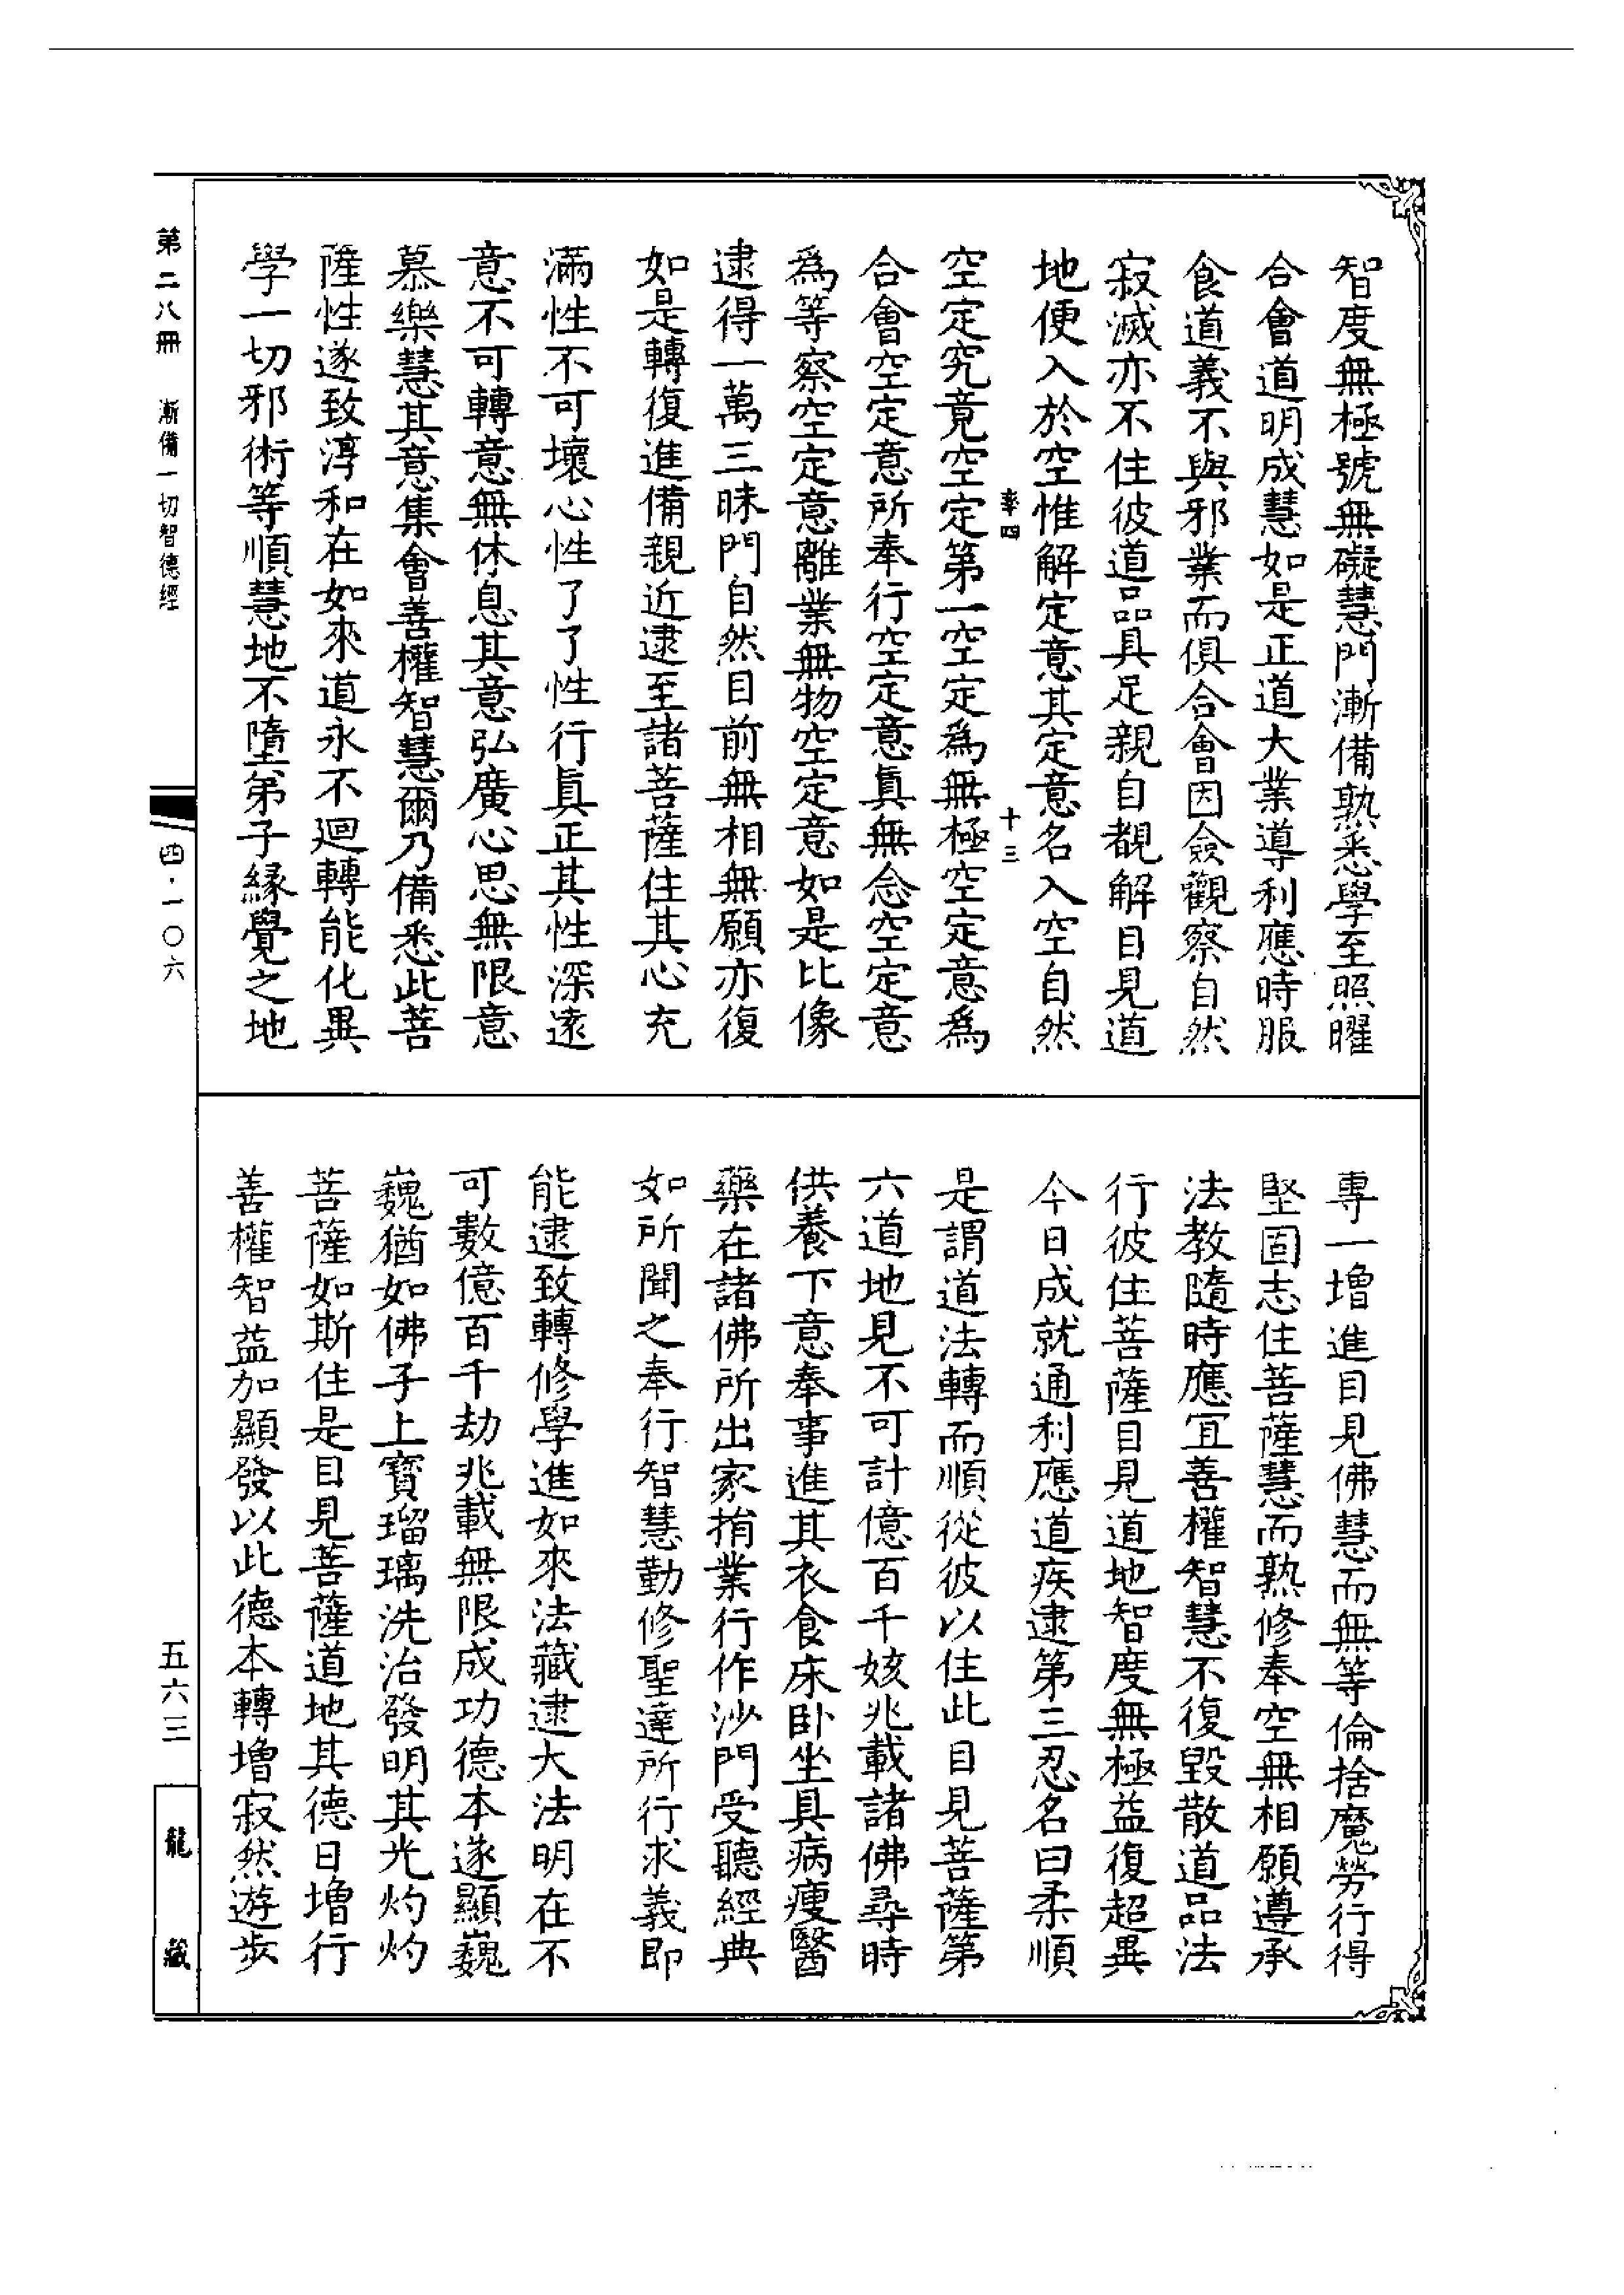 智度無極號無礙慧門漸備熟悉學至照曜
合會道明成慧如是正道大業導利應時服
食道義不與邪業而俱合會因僉觀察自然
寂滅亦不住彼道品具足親自覩解目見道
地便入於空惟解定意其定意名入空自然
率四 十三
空定究竟空定第一空定為無極空定意為
合會空定意所奉行空定意真無念空定意
為等察空定意離業無物空定意如是比像
逮得一萬三昧門自然目前無相無願亦復
如是轉復進備親近逮至諸菩薩住其心充
滿性不可壞心性了了性行真正其性深遠
意不可轉意無休息其意弘廣心思無限意
慕樂慧其意集會善權智慧爾乃備悉此菩
薩性遂致淳和在如來道永不迴轉能化異
學一切邪術等順慧地不墮弟子緣覺之地
專一增進目見佛慧而無等倫捨魔勞行得
堅固志住菩薩慧而熟修奉空無相願遵承
法教隨時應宜善權智慧不復毀散道品法
行彼住菩薩目見道地智度無極益復超異
今日成就通利應道疾逮第三忍名曰柔順
是謂道法轉而順從彼以住此目見菩薩第
六道地見不可計億百千姟兆載諸佛尋時
供養下意奉事進其衣食床卧坐具病瘦醫
藥在諸佛所出家捐業行作沙門受聽經典
如所聞之奉行智慧勤修聖達所行求義即
能逮致轉修學進如來法藏逮大法明在不
可數億百千劫兆載無限成功德本遂顯巍
巍猶如佛子上寶瑠璃洗治發明其光灼灼
菩薩如斯住是目見菩薩道地其德日增行
善權智益加顯發以此德本轉增寂然遊步
第二八冊 漸備一切智德經
四·一〇六
五六三
龍藏